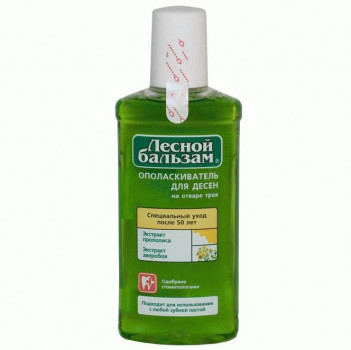 Лесной
бальзам®
ОПОЛАСКИВАТЕЛЬ
ДЛЯ ДЕСЕН
на отваре трав
Специальный уход
после 50 лет
Экстракт
прополиса
Экстракт
зверобоя
Одобрено
стоматологами
Подходит для использования
с любой зубной пастой